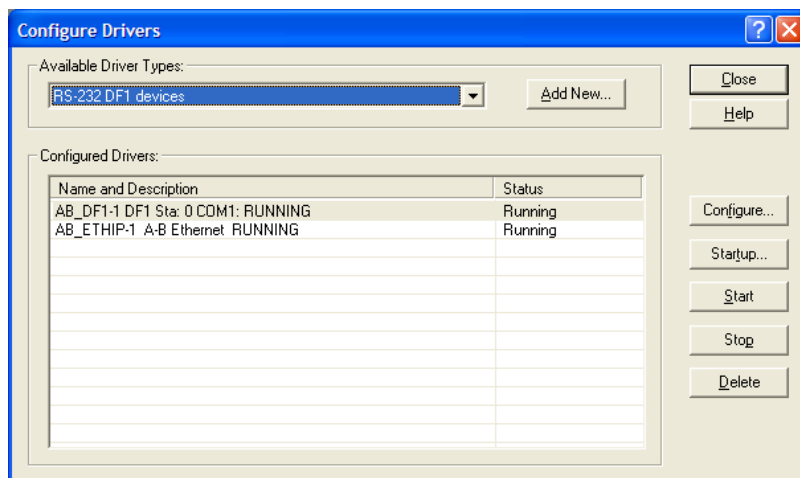 Configure Drivers
Available Driver Types:
RS-232 DF1 devices
Add New...
Close
Help
Configured Drivers:
Name and Description Status
AB_DF1-1 DF1 Sta: 0 COM1: RUNNING Running
AB_ETHIP-1 A-B Ethernet RUNNING Running
Configure...
Startup...
Start
Stop
Delete